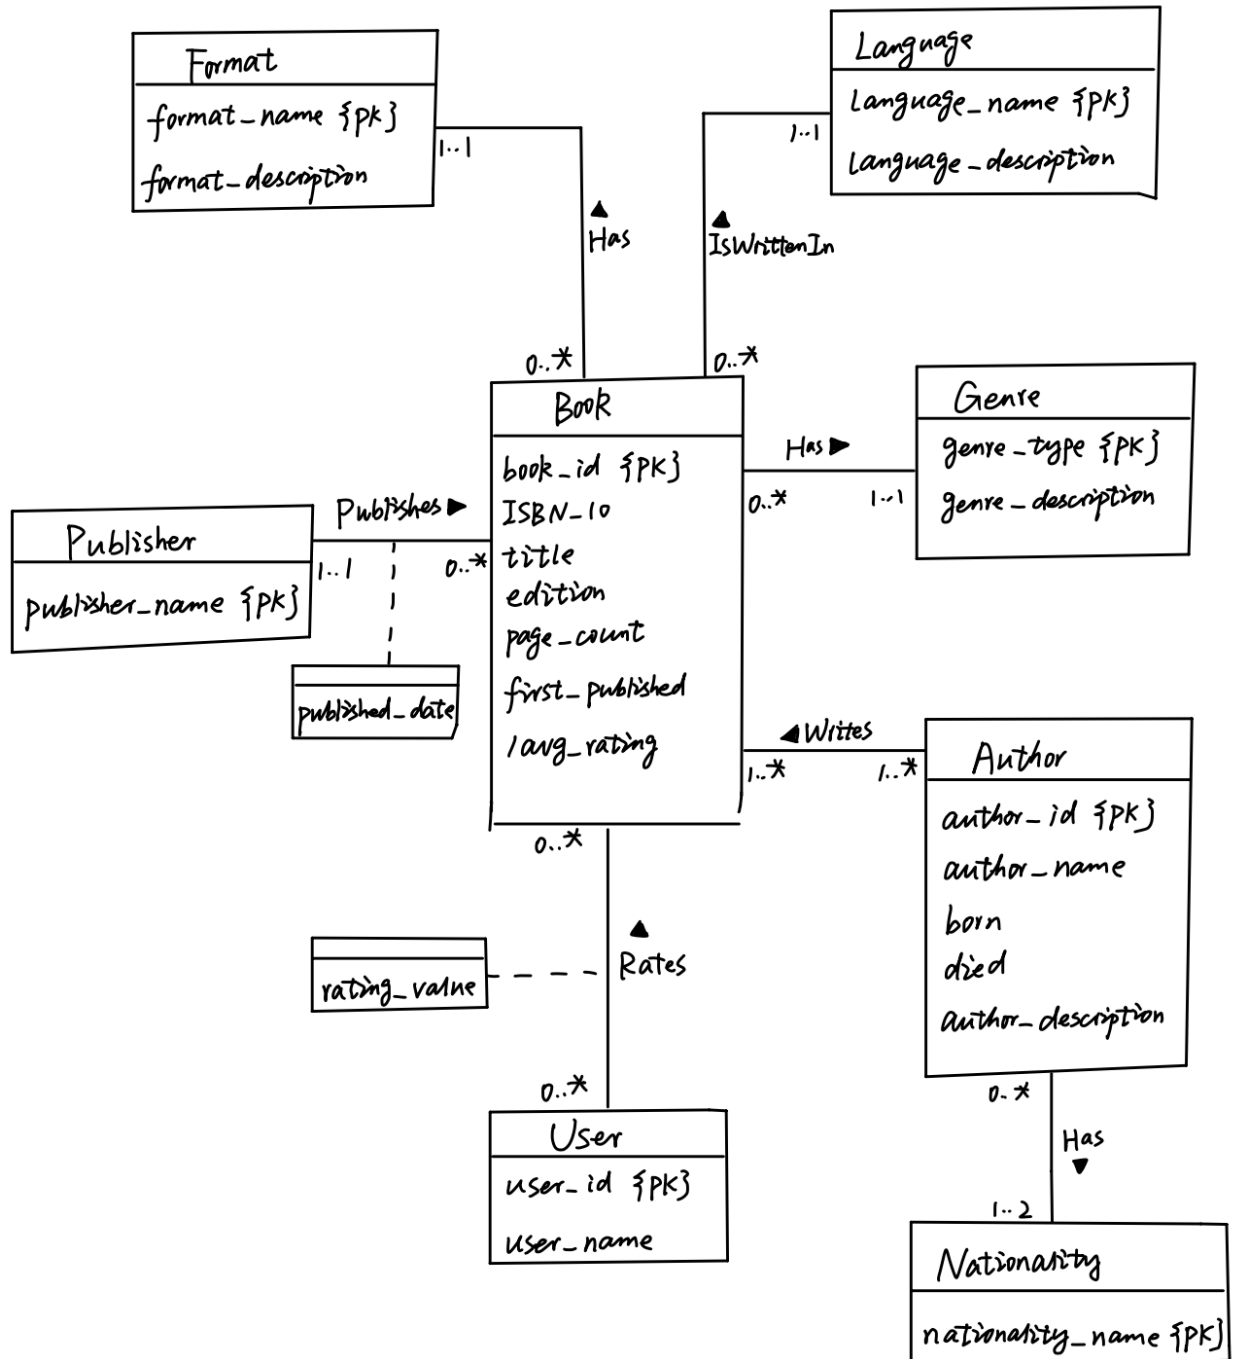 Format
format_name {PK}
format_description
1..1
Has
0..*
Language
language_name {PK}
language_description
1..1
IsWrittenIn
0..*
Book
book_id {PK}
ISBN_10
title
edition
page_count
first_published
/avg_rating
Has
0..*
1..1
Genre
genre_type {PK}
genre_description
Publisher
publisher_name {PK}
Publishes
1..1
0..*
published_date
Writes
1..*
1..*
Author
author_id {PK}
author_name
born
died
author_description
0..*
Rates
rating_value
0..*
User
user_id {PK}
user_name
0..*
Has
1..2
Nationality
nationality_name {PK}